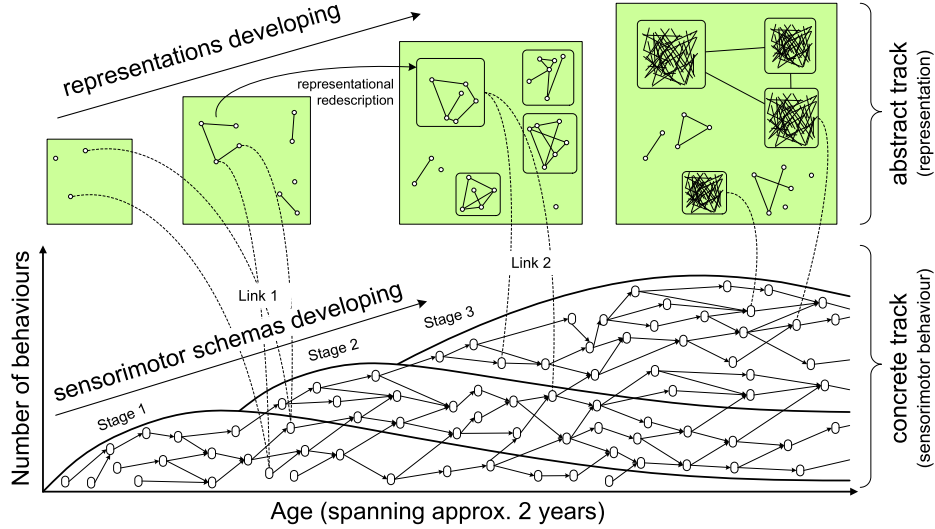 representations developing
representational
redescription
abstract track
(representation)
Link 1
Link 2
sensorimotor schemas developing
Stage 1
Stage 2
Stage 3
concrete track
(sensorimotor behaviour)
Number of behaviours
Age (spanning approx. 2 years)